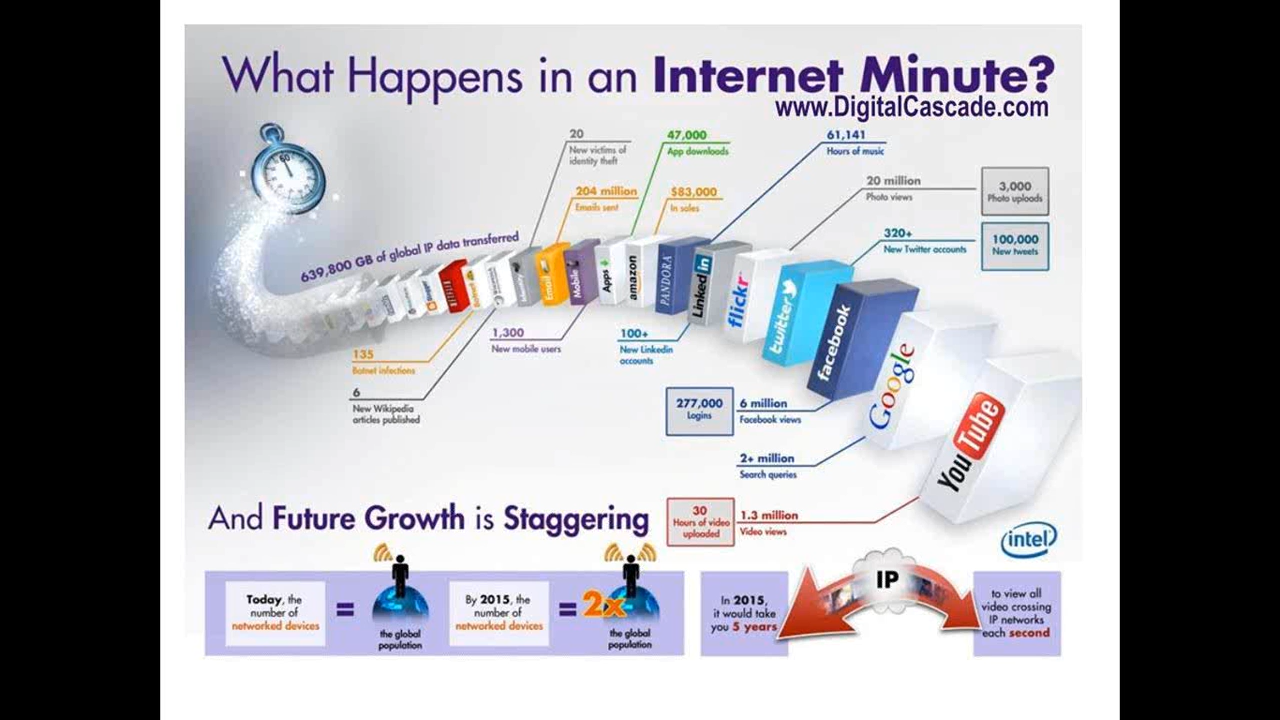 What Happens in an Internet Minute?
www.DigitalCascade.com
60
639,800 GB of global IP data transferred
20
New victims of
identity theft
47,000
App downloads
61,141
Hours of music
204 million
Emails sent
$83,000
In sales
20 million
Photo views
3,000
Photo uploads
320+
New Twitter accounts
100,000
New tweets
Botnet
Email
Mobile
Apps
amazon
PANDORA
Linked in
flickr
twitter
facebook
Google
YouTube
135
Botnet infections
6
New Wikipedia
articles published
1,300
New mobile users
100+
New Linkedin
accounts
277,000
Logins
6 million
Facebook views
2+ million
Search queries
30
Hours of video
uploaded
1.3 million
Video views
And Future Growth is Staggering
intel
Today, the
number of
networked devices
=
the global
population
By 2015, the
number of
networked devices
=
2x
the global
population
In 2015,
it would take
you 5 years
IP
to view all
video crossing
IP networks
each second